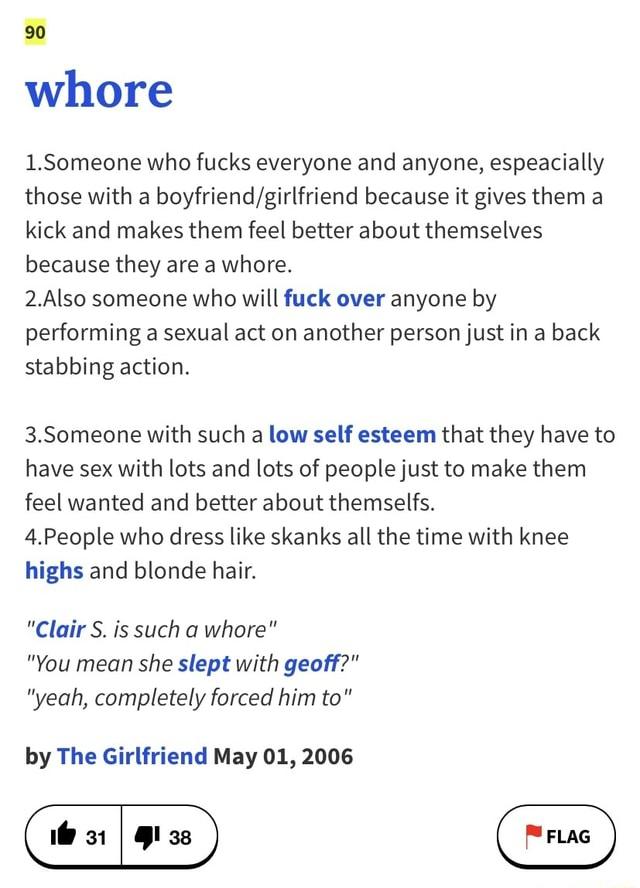 90
whore
1.Someone who fucks everyone and anyone, espeacially
those with a boyfriend/girlfriend because it gives them a
kick and makes them feel better about themselves
because they are a whore.
2.Also someone who will fuck over anyone by
performing a sexual act on another person just in a back
stabbing action.
3.Someone with such a low self esteem that they have to
have sex with lots and lots of people just to make them
feel wanted and better about themselfs.
4.People who dress like skanks all the time with knee
highs and blonde hair.
"Clair S. is such a whore"
"You mean she slept with geoff?"
"yeah, completely forced him to"
by The Girlfriend May 01, 2006
31 38 FLAG